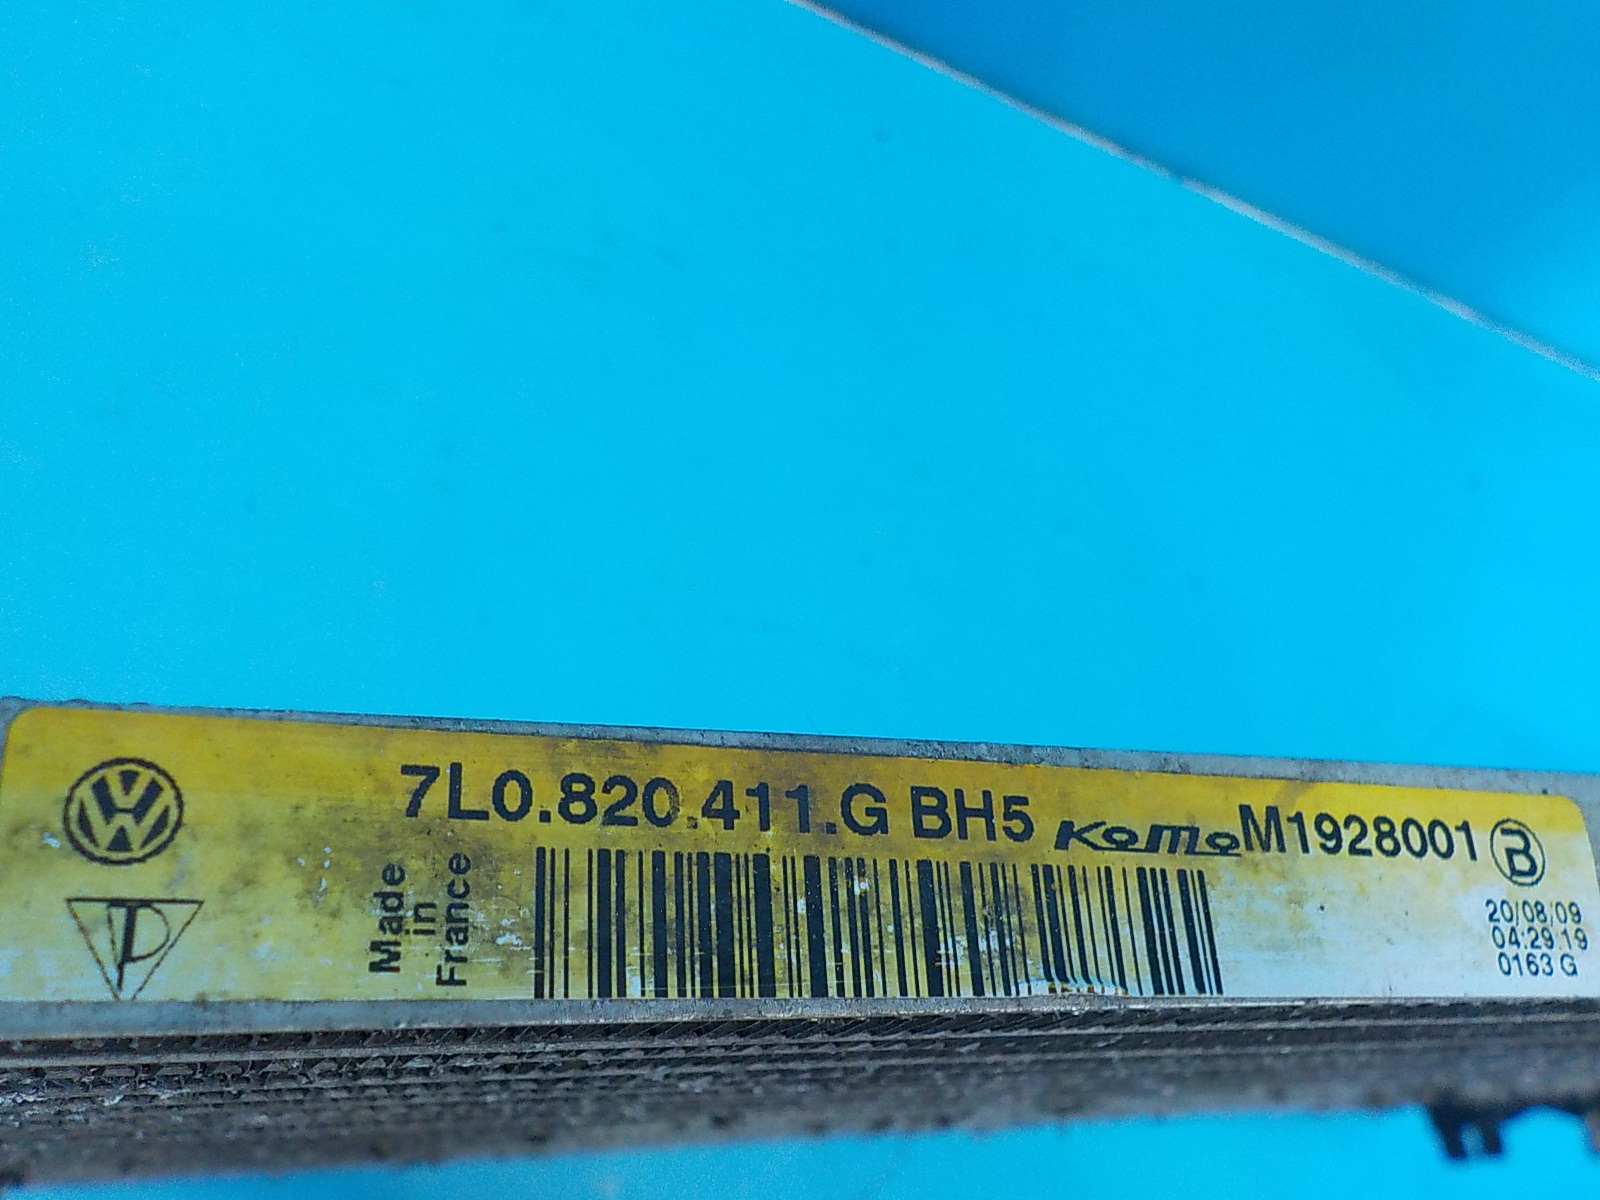 7L0.820.411.G BH5 KoMo M1928001 B
Made
in
France
20/08/09
04:29:19
0163 G